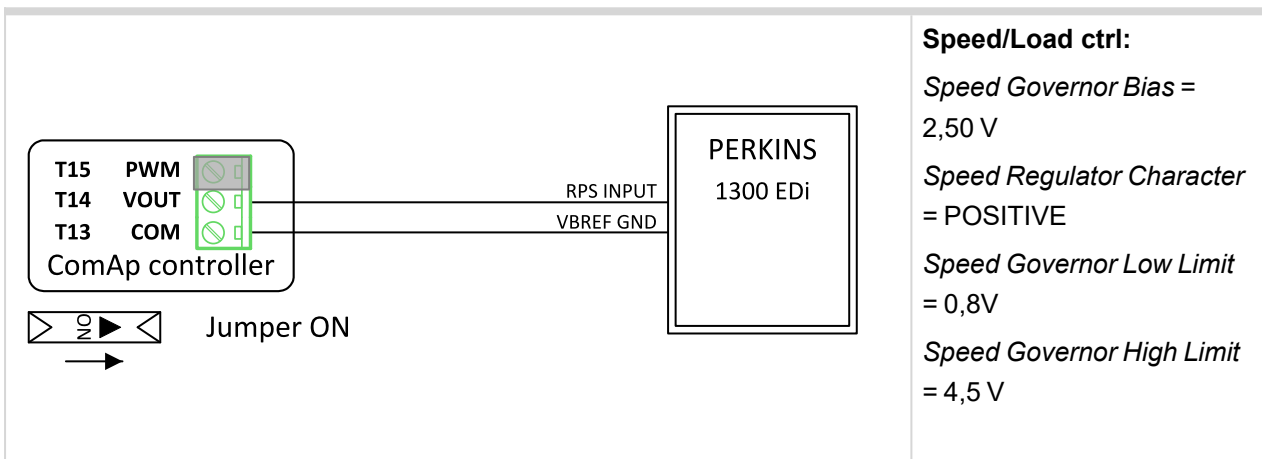 T15 PWM
T14 VOUT
T13 COM
ComAp controller
ON
Jumper ON
RPS INPUT
VBREF GND
PERKINS
1300 EDi
Speed/Load ctrl:
Speed Governor Bias =
2,50 V
Speed Regulator Character
= POSITIVE
Speed Governor Low Limit
= 0,8V
Speed Governor High Limit
= 4,5 V